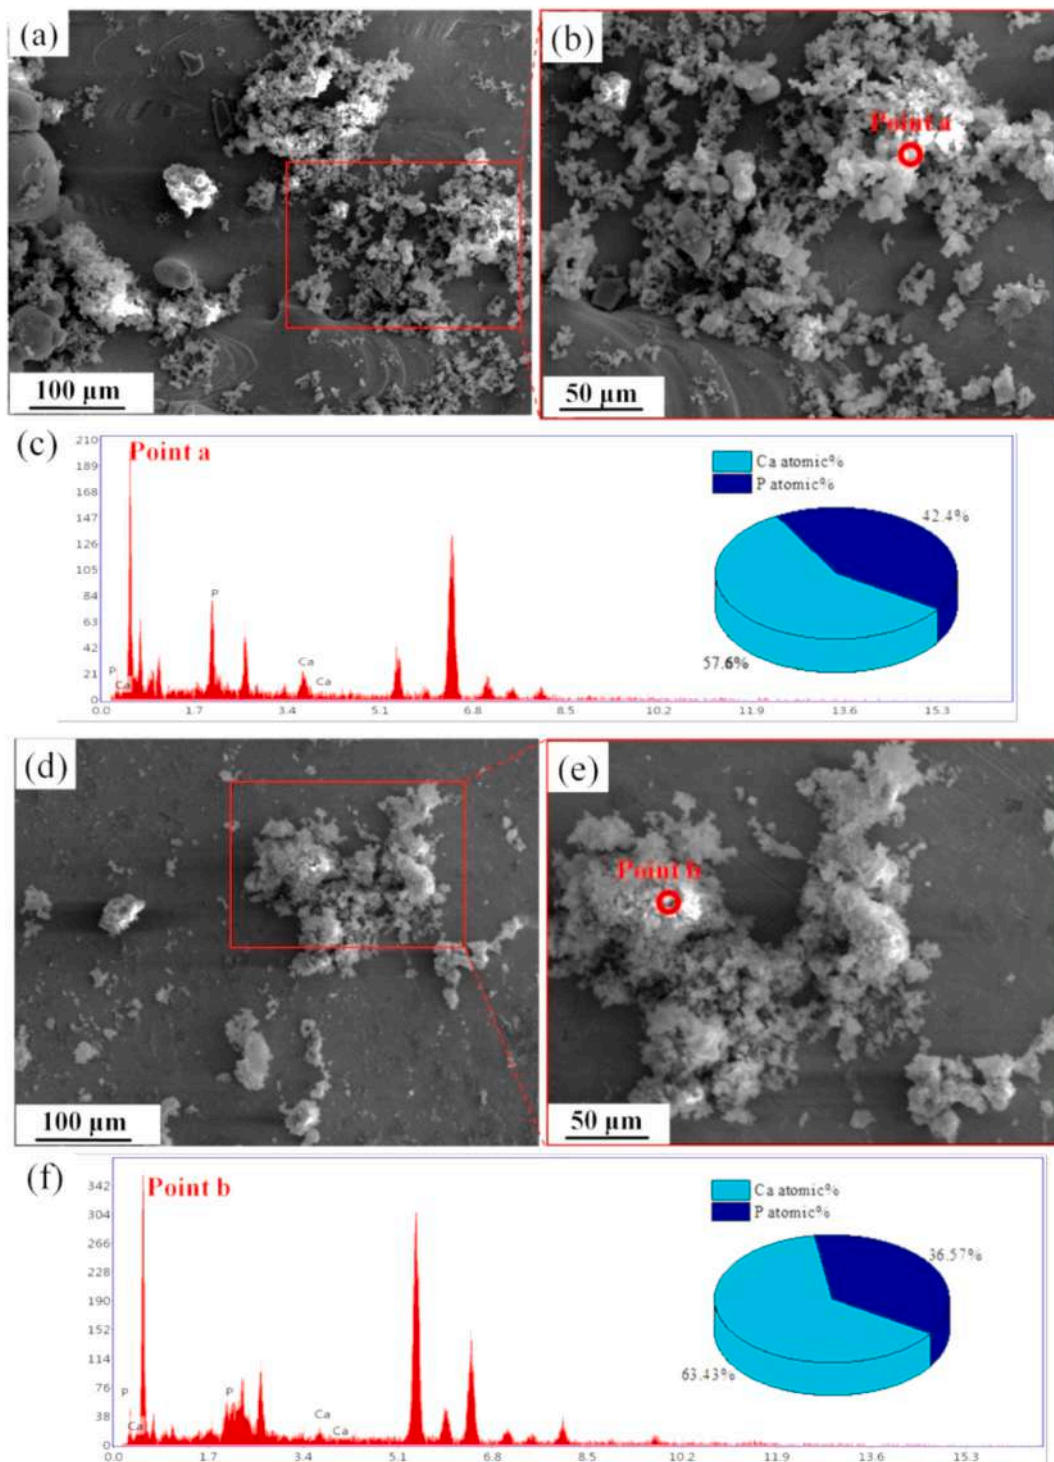 (a)
100 μm
(b)
Point a
50 μm
(c)
Point a
210
189
168
147
126
105
84
63
42
21
0
P
Ca
P
Ca
Ca
0.0 1.7 3.4 5.1 6.8 8.5 10.2 11.9 13.6 15.3
Ca atomic%
P atomic%
42.4%
57.6%
(d)
100 μm
(e)
Point b
50 μm
(f)
Point b
342
304
266
228
190
152
114
76
38
0
P
Ca
P
Ca
Ca
0.0 1.7 3.4 5.1 6.8 8.5 10.2 11.9 13.6 15.3
Ca atomic%
P atomic%
36.57%
63.43%